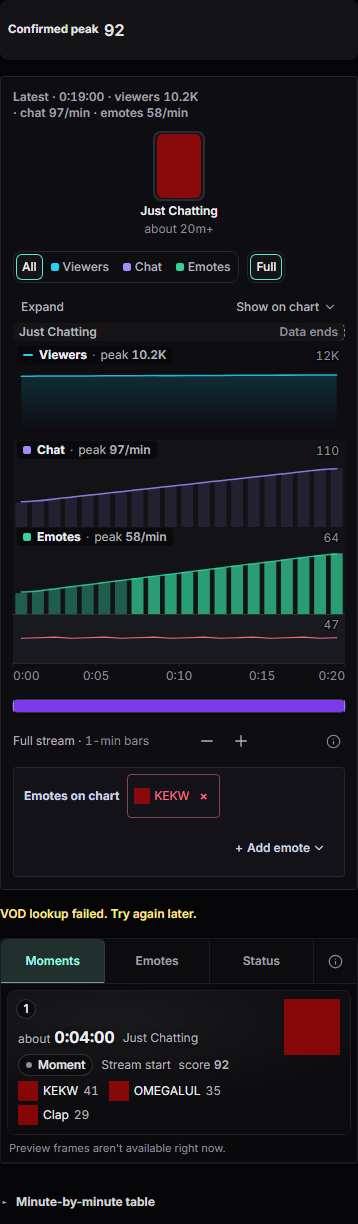 Confirmed peak 92
Latest · 0:19:00 · viewers 10.2K
· chat 97/min · emotes 58/min
Just Chatting
about 20m+
All Viewers Chat Emotes Full
Expand Show on chart
Just Chatting Data ends
Viewers · peak 10.2K 12K
Chat · peak 97/min 110
Emotes · peak 58/min 64
47
0:00 0:05 0:10 0:15 0:20
Full stream · 1-min bars
Emotes on chart KEKW ×
+ Add emote
VOD lookup failed. Try again later.
Moments Emotes Status
1
about 0:04:00 Just Chatting
Moment Stream start score 92
KEKW 41 OMEGALUL 35
Clap 29
Preview frames aren't available right now.
Minute-by-minute table